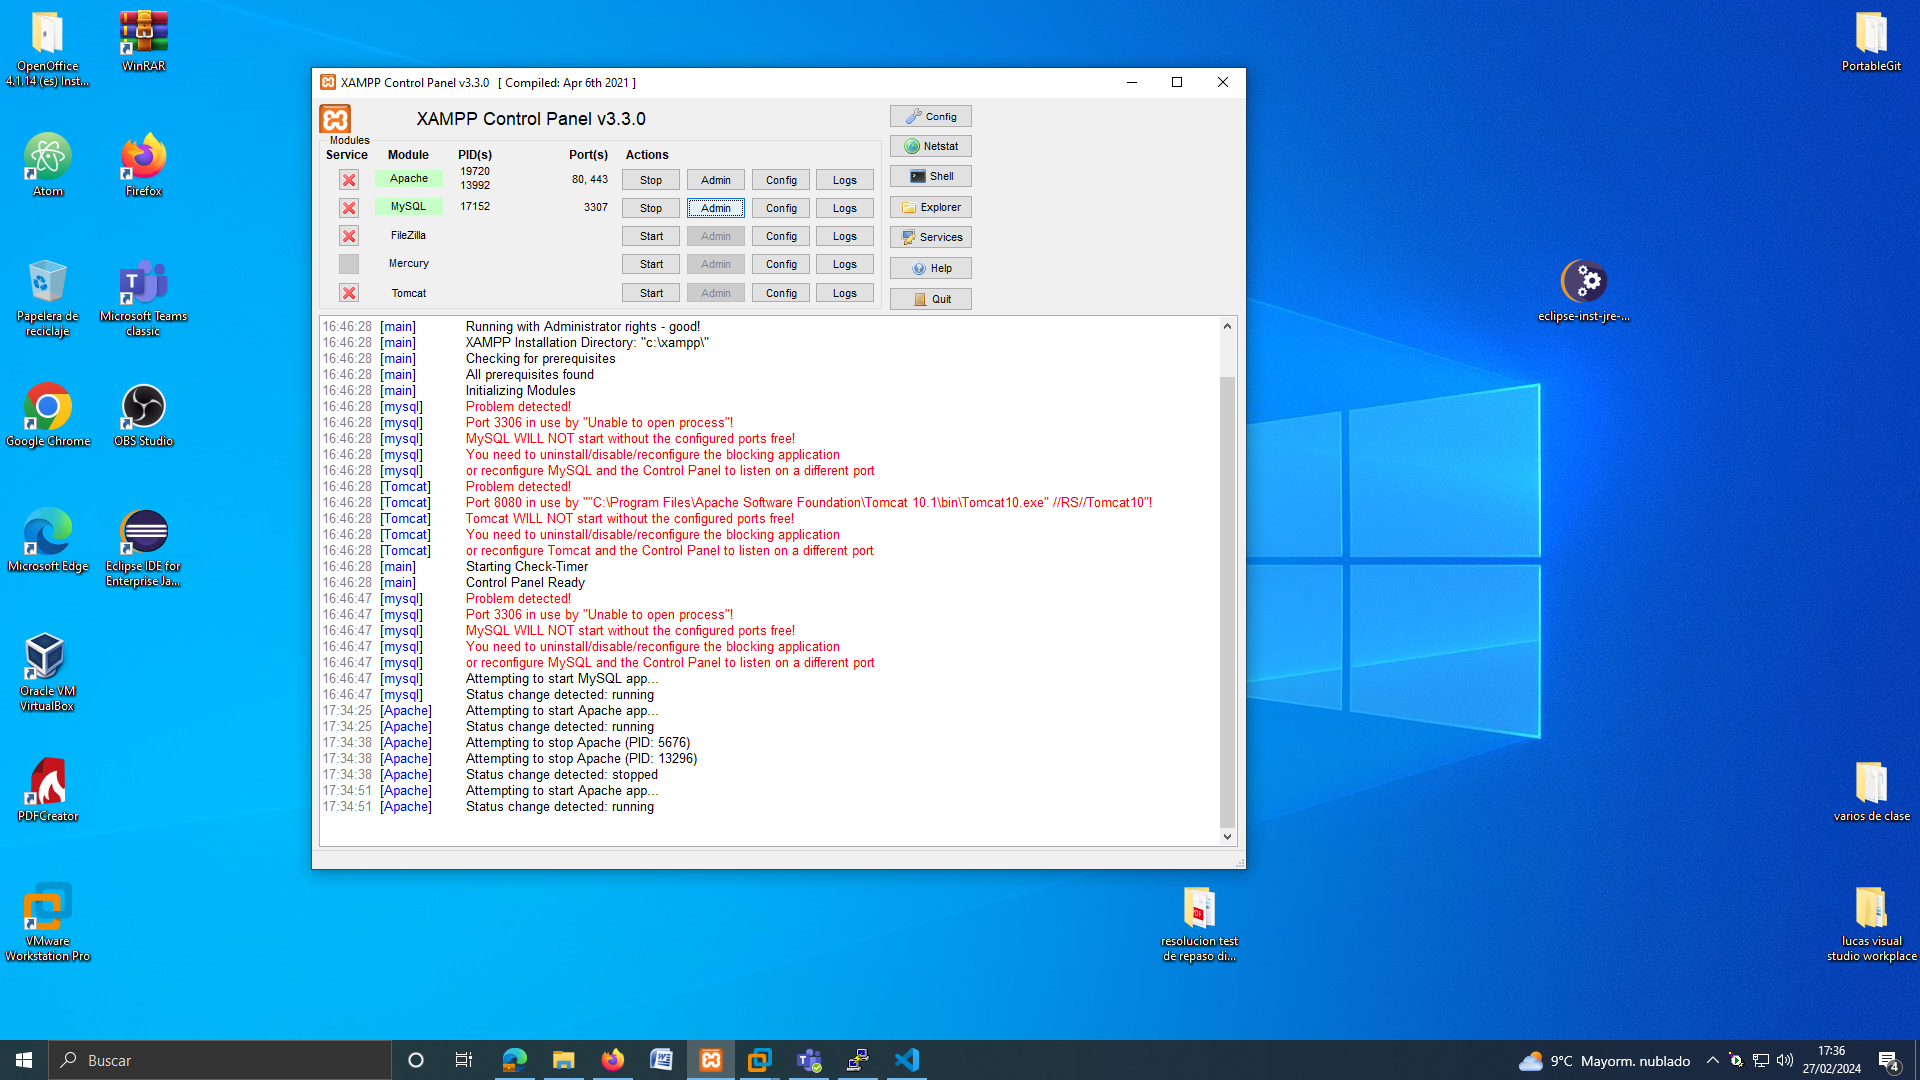 OpenOffice
4.1.14 (es) Inst...
WinRAR
Atom
Firefox
Papelera de
reciclaje
Microsoft Teams
classic
Google Chrome
OBS Studio
Microsoft Edge
Eclipse IDE for
Enterprise Ja...
Oracle VM
VirtualBox
PDFCreator
VMware
Workstation Pro
XAMPP Control Panel v3.3.0 [ Compiled: Apr 6th 2021 ]
XAMPP Control Panel v3.3.0
Modules
Service Module PID(s) Port(s) Actions
Apache 19720 13992 80, 443 Stop Admin Config Logs
MySQL 17152 3307 Stop Admin Config Logs
FileZilla Start Admin Config Logs
Mercury Start Admin Config Logs
Tomcat Start Admin Config Logs
Config
Netstat
Shell
Explorer
Services
Help
Quit
16:46:28 [main] Running with Administrator rights - good!
16:46:28 [main] XAMPP Installation Directory: "c:\xampp\"
16:46:28 [main] Checking for prerequisites
16:46:28 [main] All prerequisites found
16:46:28 [main] Initializing Modules
16:46:28 [mysql] Problem detected!
16:46:28 [mysql] Port 3306 in use by "Unable to open process"!
16:46:28 [mysql] MySQL WILL NOT start without the configured ports free!
16:46:28 [mysql] You need to uninstall/disable/reconfigure the blocking application
16:46:28 [mysql] or reconfigure MySQL and the Control Panel to listen on a different port
16:46:28 [Tomcat] Problem detected!
16:46:28 [Tomcat] Port 8080 in use by ""C:\Program Files\Apache Software Foundation\Tomcat 10.1\bin\Tomcat10.exe" //RS//Tomcat10"!
16:46:28 [Tomcat] Tomcat WILL NOT start without the configured ports free!
16:46:28 [Tomcat] You need to uninstall/disable/reconfigure the blocking application
16:46:28 [Tomcat] or reconfigure Tomcat and the Control Panel to listen on a different port
16:46:28 [main] Starting Check-Timer
16:46:28 [main] Control Panel Ready
16:46:47 [mysql] Problem detected!
16:46:47 [mysql] Port 3306 in use by "Unable to open process"!
16:46:47 [mysql] MySQL WILL NOT start without the configured ports free!
16:46:47 [mysql] You need to uninstall/disable/reconfigure the blocking application
16:46:47 [mysql] or reconfigure MySQL and the Control Panel to listen on a different port
16:46:47 [mysql] Attempting to start MySQL app...
16:46:47 [mysql] Status change detected: running
17:34:25 [Apache] Attempting to start Apache app...
17:34:25 [Apache] Status change detected: running
17:34:38 [Apache] Attempting to stop Apache (PID: 5676)
17:34:38 [Apache] Attempting to stop Apache (PID: 13296)
17:34:38 [Apache] Status change detected: stopped
17:34:51 [Apache] Attempting to start Apache app...
17:34:51 [Apache] Status change detected: running
PortableGit
eclipse-inst-jre-...
varios de clase
resolucion test
de repaso di...
lucas visual
studio workplace
Buscar
9°C Mayorm. nublado
17:36
27/02/2024
4